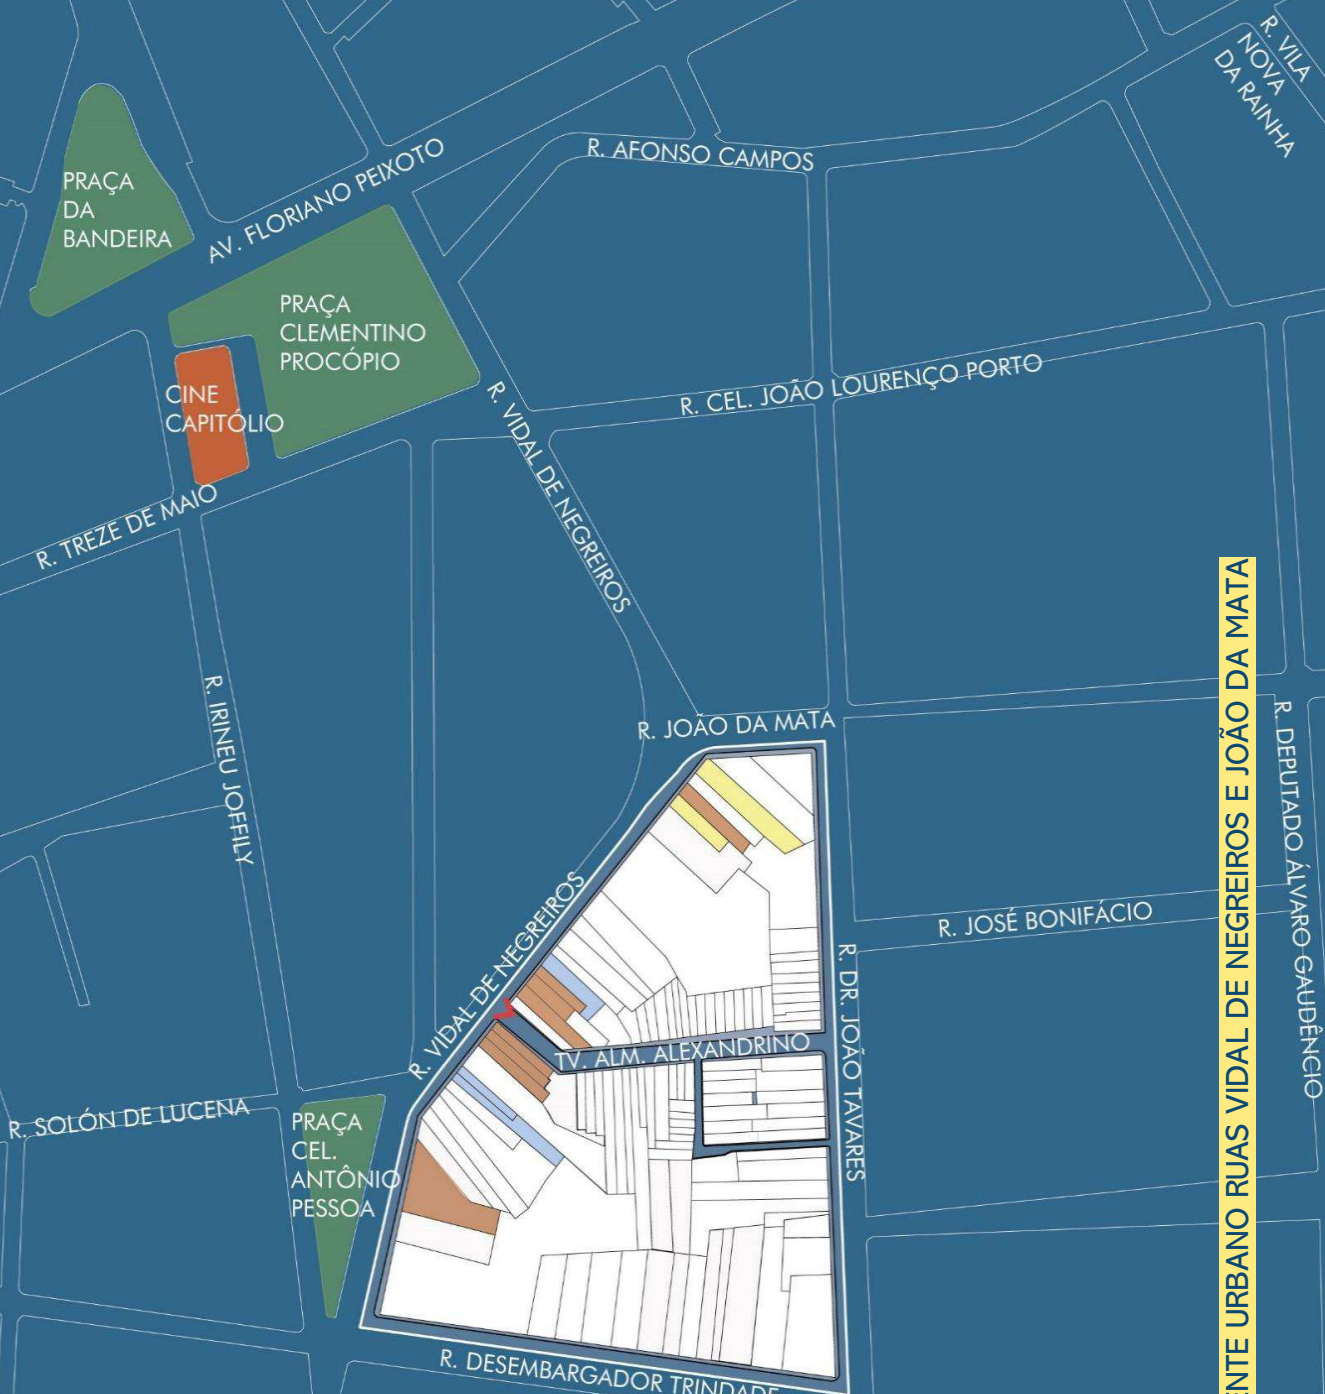 R. VILA
NOVA
DA RAINHA
R. AFONSO CAMPOS
AV. FLORIANO PEIXOTO
PRAÇA
DA
BANDEIRA
PRAÇA
CLEMENTINO
PROCÓPIO
CINE
CAPITÓLIO
R. CEL. JOÃO LOURENÇO PORTO
R. VIDAL DE NEGREIROS
R. TREZE DE MAIO
R. IRINEU JOFFILY
R. JOÃO DA MATA
R. DEPUTADO ÁLVARO GAUDÊNCIO
R. JOSÉ BONIFÁCIO
R. VIDAL DE NEGREIROS
R. DR. JOÃO TAVARES
TV. ALM. ALEXANDRINO
R. SOLÓN DE LUCENA
PRAÇA
CEL.
ANTÔNIO
PESSOA
R. DESEMBARGADOR TRINDADE
ENTE URBANO RUAS VIDAL DE NEGREIROS E JOÃO DA MATA